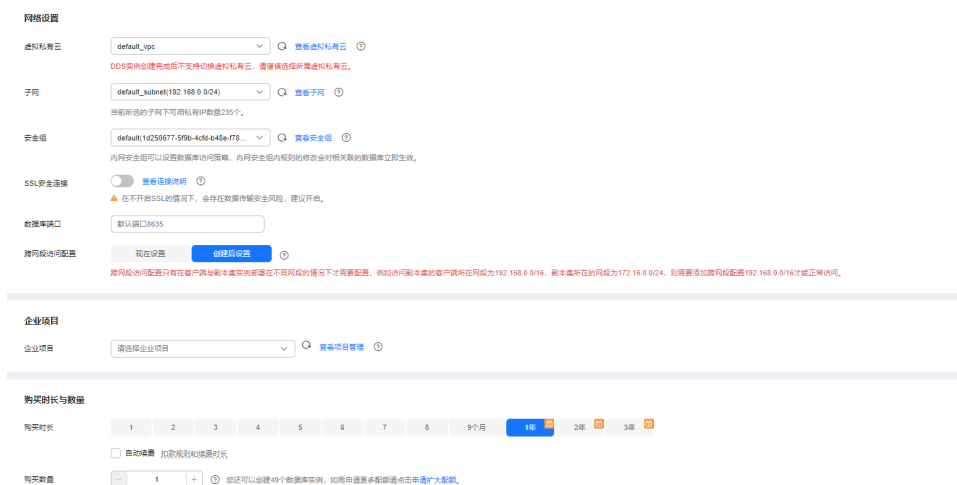 网络设置
虚拟私有云 default_vpc 查看虚拟私有云
DDS实例创建完成后不支持切换虚拟私有云，请谨慎选择所属虚拟私有云。
子网 default_subnet(192.168.0.0/24) 查看子网
当前所选的子网下可用私有IP数量235个。
安全组 default(1d250677-5f9b-4cfd-b48e-f78... 查看安全组
内网安全组可以设置数据库访问策略，内网安全组内规则的修改会对相关联的数据库立即生效。
SSL安全连接 查看连接说明
在不开启SSL的情况下，会存在数据传输安全风险，建议开启。
数据库端口 默认端口8635
跨网段访问配置 现在设置 创建后设置
跨网段访问配置只有在客户端与副本集实例部署在不同网段的情况下才需要配置，例如访问副本集的客户端所在网段为192.168.0.0/16，副本集所在的网段为172.16.0.0/24，则需要添加跨网段配置192.168.0.0/16才能正常访问。
企业项目
企业项目 请选择企业项目 查看项目管理
购买时长与数量
购买时长 1 2 3 4 5 6 7 8 9个月 1年 2年 3年
自动续费 扣款规则和续费时长
购买数量 - 1 + 您还可以创建49个数据库实例，如需申请更多配额请点击申请扩大配额。